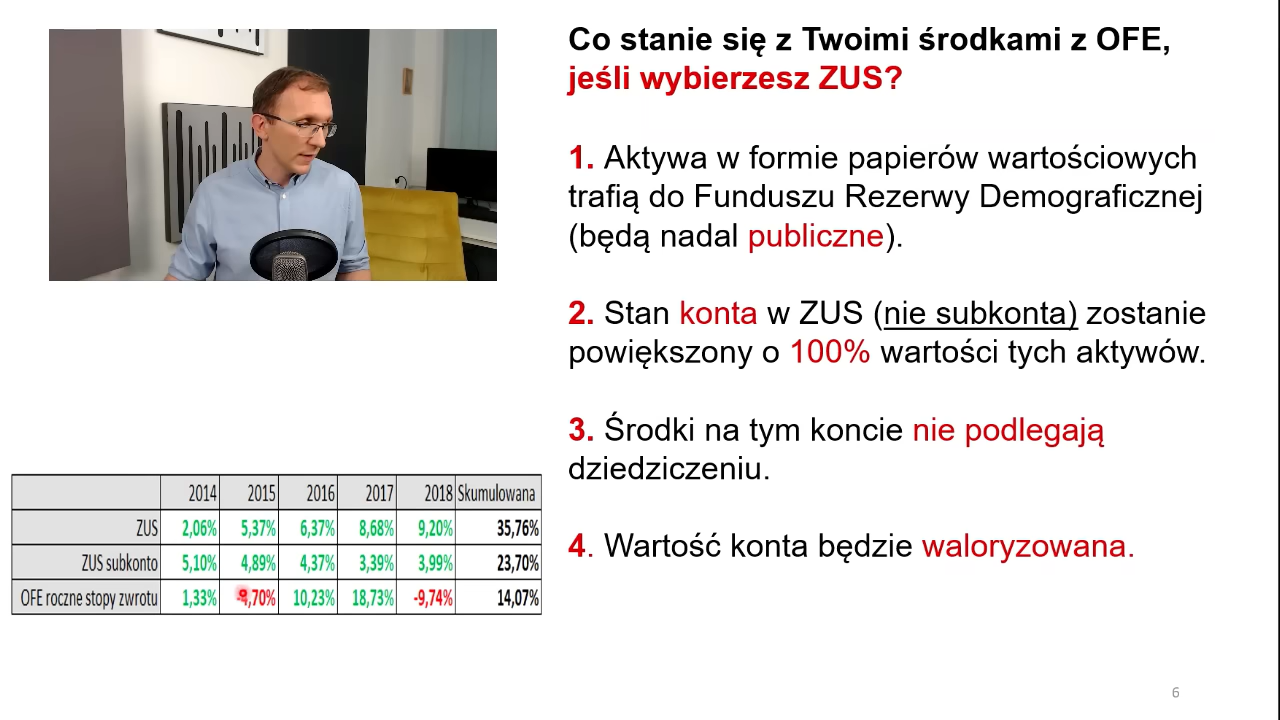 Co stanie się z Twoimi środkami z OFE,
jeśli wybierzesz ZUS?
1. Aktywa w formie papierów wartościowych
trafią do Funduszu Rezerwy Demograficznej
(będą nadal publiczne).
2. Stan konta w ZUS (nie subkonta) zostanie
powiększony o 100% wartości tych aktywów.
3. Środki na tym koncie nie podlegają
dziedziczeniu.
4. Wartość konta będzie waloryzowana.
2014 2015 2016 2017 2018 Skumulowana
ZUS 2,06% 5,37% 6,37% 8,68% 9,20% 35,76%
ZUS subkonto 5,10% 4,89% 4,37% 3,39% 3,99% 23,70%
OFE roczne stopy zwrotu 1,33% 10,23% 18,73% -9,74% 14,07%
6